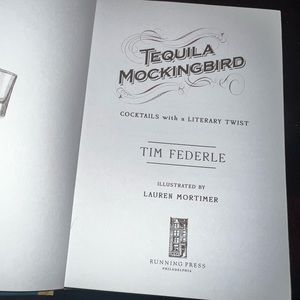 TEQUILA
MOCKINGBIRD
COCKTAILS with a LITERARY TWIST
TIM FEDERLE
ILLUSTRATED BY
LAUREN MORTIMER
RUNNING PRESS
PHILADELPHIA